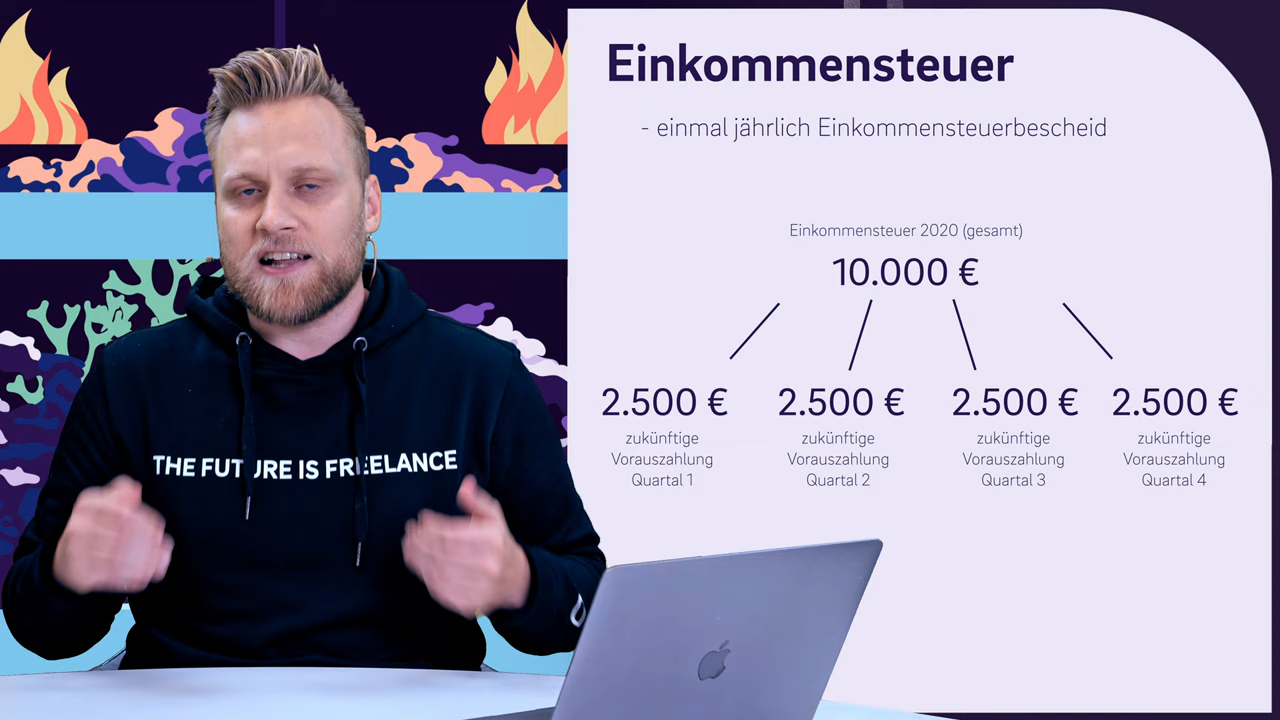 Einkommensteuer
- einmal jährlich Einkommensteuerbescheid
Einkommensteuer 2020 (gesamt)
10.000 €
2.500 €
zukünftige
Vorauszahlung
Quartal 1
2.500 €
zukünftige
Vorauszahlung
Quartal 2
2.500 €
zukünftige
Vorauszahlung
Quartal 3
2.500 €
zukünftige
Vorauszahlung
Quartal 4
THE FUTURE IS FREELANCE